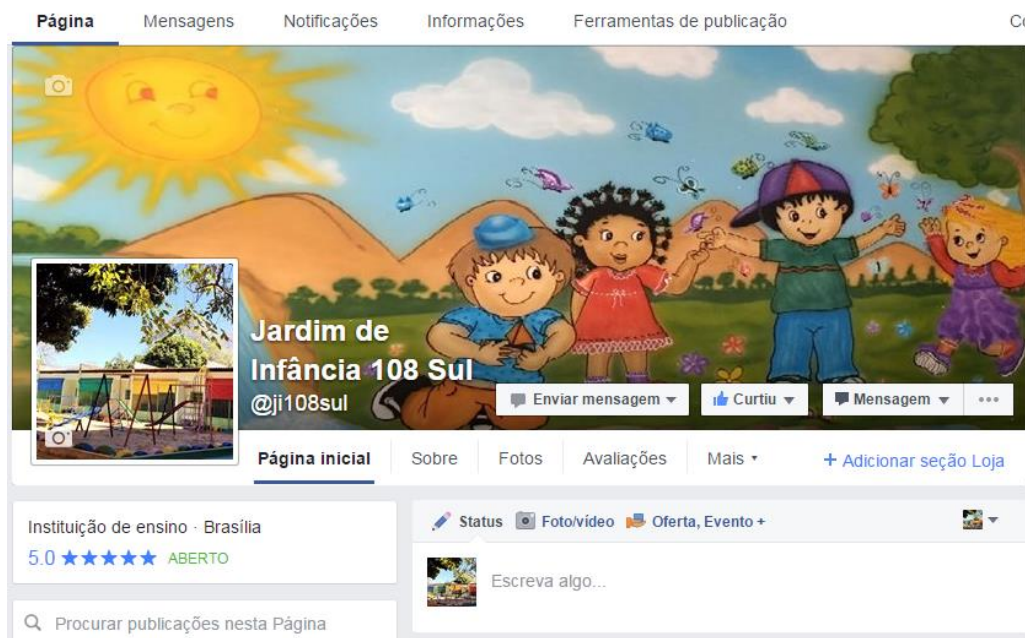 Página Mensagens Notificações Informações Ferramentas de publicação
Jardim de
Infância 108 Sul
@ji108sul
Enviar mensagem Curtiu Mensagem
Página inicial Sobre Fotos Avaliações Mais + Adicionar seção Loja
Instituição de ensino · Brasília
5.0 ★★★★★ ABERTO
Procurar publicações nesta Página
Status Foto/vídeo Oferta, Evento +
Escreva algo...